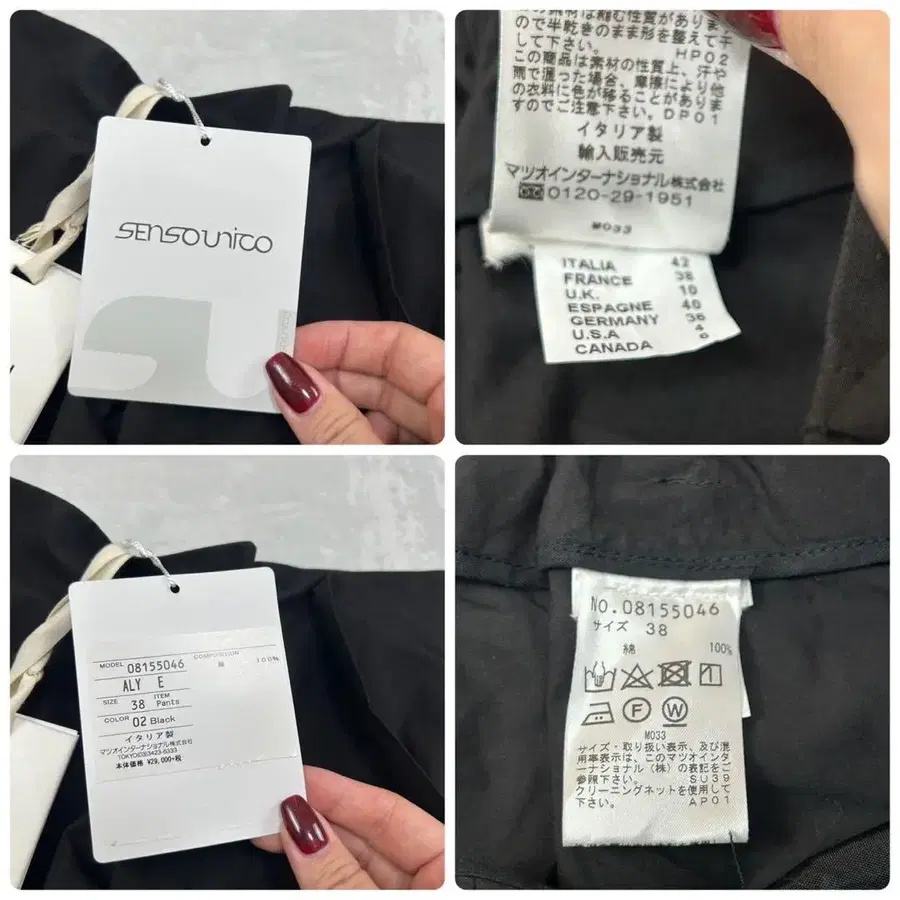 SENSOUNICO
ので半乾きのまま形を整えて干
して下さい。 HP02
この商品は素材の性質上、汗や
雨で湿った場合、摩擦により他
の衣料に色が移ることがありま
すのでご注意下さい。DP01
イタリア製
輸入販売元
マツオインターナショナル株式会社
0120-29-1951
M033
ITALIA 42
FRANCE 38
U.K. 10
ESPAGNE 40
GERMANY 36
U.S.A 4
CANADA 6
MODEL 08155046
ALY E
SIZE 38 ITEM Pants
COLOR 02 Black
イタリア製
マツオインターナショナル株式会社
TOKYO(03)3423-6333
本体価格 ¥29,000+税
COMPOSITION
綿 100%
NO.08155046
サイズ 38
綿 100%
F
W
M033
サイズ・取り扱い表示、及び混
用率表示は、このマツオインタ
ーナショナル(株)の表記をご
参照下さい。 SU39
クリーニングネットを使用して
下さい。 AP01